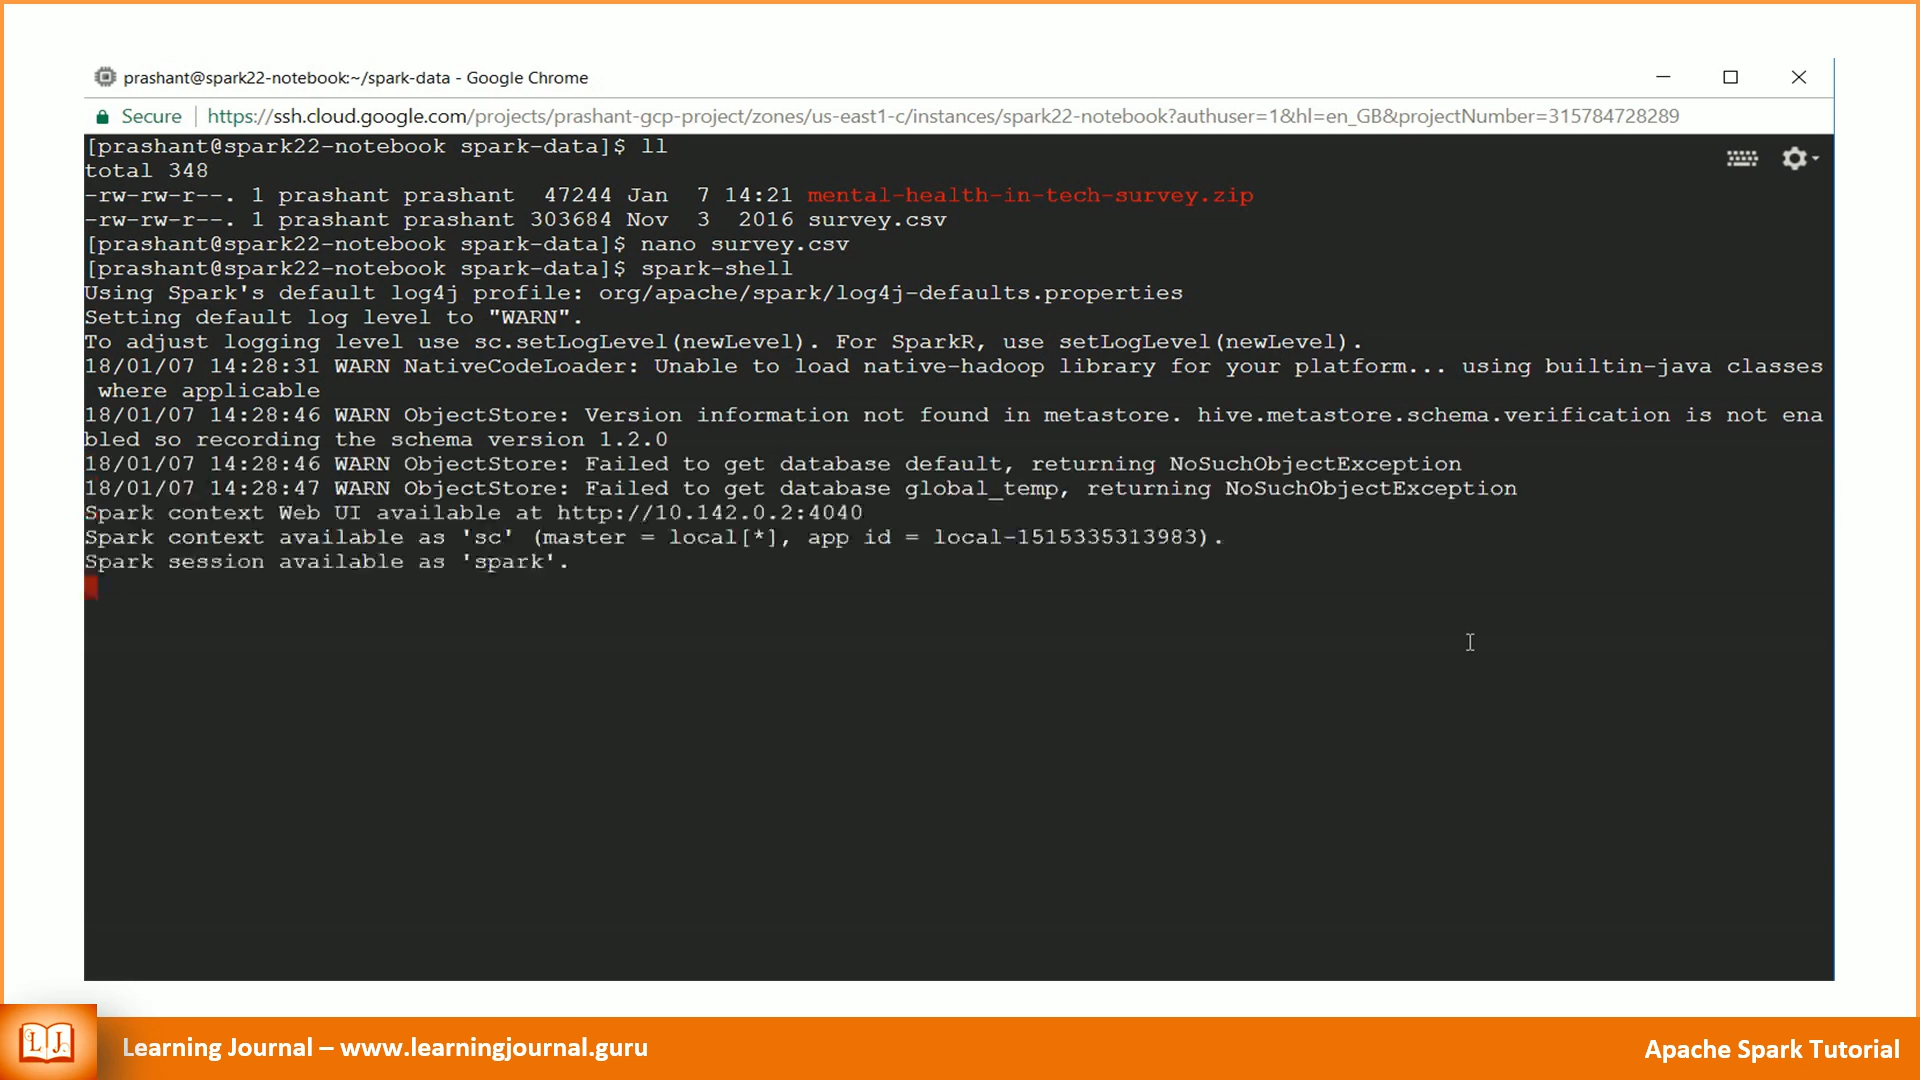 prashant@spark22-notebook:~/spark-data - Google Chrome
Secure | https://ssh.cloud.google.com/projects/prashant-gcp-project/zones/us-east1-c/instances/spark22-notebook?authuser=1&hl=en_GB&projectNumber=315784728289
[prashant@spark22-notebook spark-data]$ ll
total 348
-rw-rw-r--. 1 prashant prashant  47244 Jan  7 14:21 mental-health-in-tech-survey.zip
-rw-rw-r--. 1 prashant prashant 303684 Nov  3  2016 survey.csv
[prashant@spark22-notebook spark-data]$ nano survey.csv
[prashant@spark22-notebook spark-data]$ spark-shell
Using Spark's default log4j profile: org/apache/spark/log4j-defaults.properties
Setting default log level to "WARN".
To adjust logging level use sc.setLogLevel(newLevel). For SparkR, use setLogLevel(newLevel).
18/01/07 14:28:31 WARN NativeCodeLoader: Unable to load native-hadoop library for your platform... using builtin-java classes
 where applicable
18/01/07 14:28:46 WARN ObjectStore: Version information not found in metastore. hive.metastore.schema.verification is not ena
bled so recording the schema version 1.2.0
18/01/07 14:28:46 WARN ObjectStore: Failed to get database default, returning NoSuchObjectException
18/01/07 14:28:47 WARN ObjectStore: Failed to get database global_temp, returning NoSuchObjectException
Spark context Web UI available at http://10.142.0.2:4040
Spark context available as 'sc' (master = local[*], app id = local-1515335313983).
Spark session available as 'spark'.
LJ
Learning Journal – www.learningjournal.guru
Apache Spark Tutorial